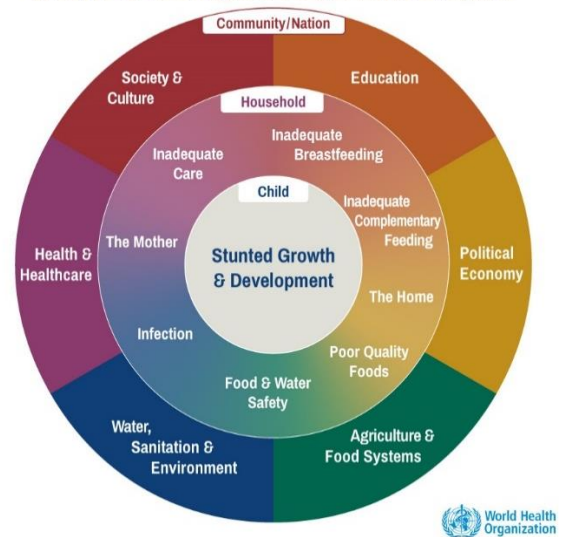 Community/Nation
Society &
Culture
Education
Household
Inadequate
Breastfeeding
Inadequate
Care
Child
Inadequate
Complementary
Feeding
The Mother
Stunted Growth
& Development
Health &
Healthcare
Political
Economy
The Home
Infection
Poor Quality
Foods
Food & Water
Safety
Water,
Sanitation &
Environment
Agriculture &
Food Systems
World Health
Organization